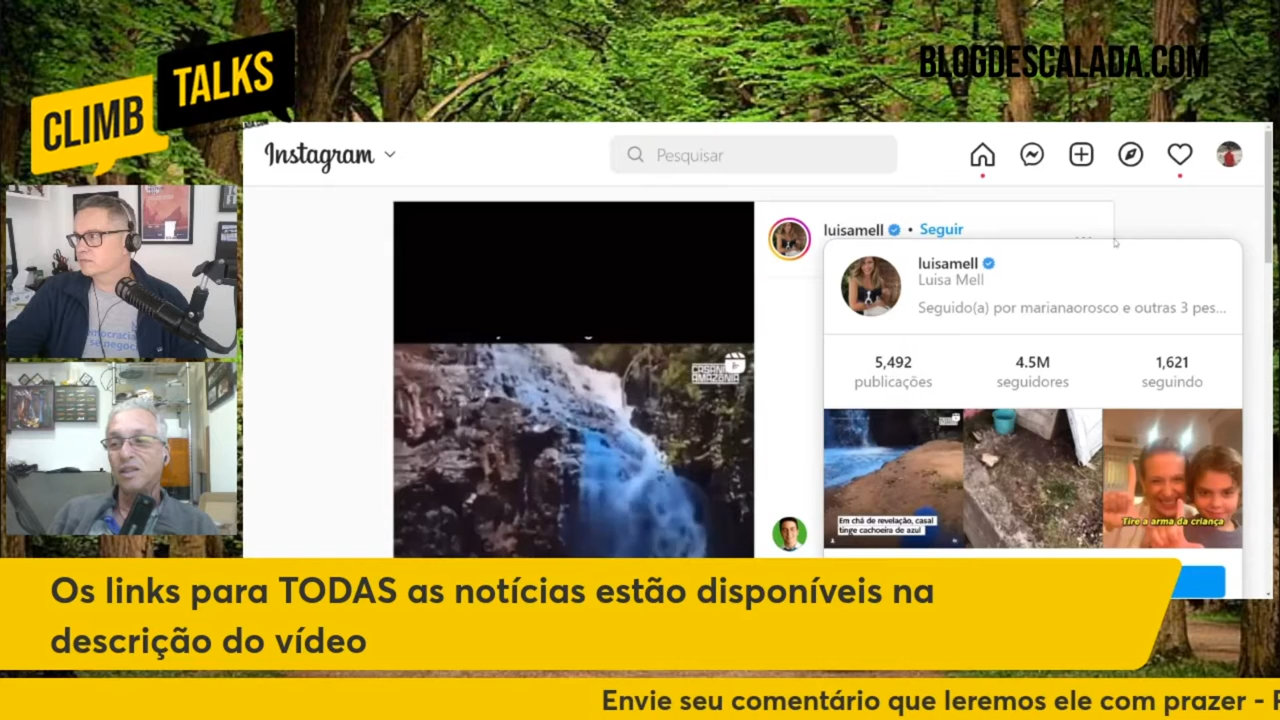 CLIMB
TALKS
BLOGDESCALADA.COM
Instagram
Pesquisar
luisamell • Seguir
luisamell
Luisa Mell
Seguido(a) por marianaorosco e outras 3 pes...
5,492
publicações
4.5M
seguidores
1,621
seguindo
AMAZÔNIA
Em chá de revelação, casal
tinge cachoeira de azul
Tire a arma da criança
Os links para TODAS as notícias estão disponíveis na
descrição do vídeo
Envie seu comentário que leremos ele com prazer -